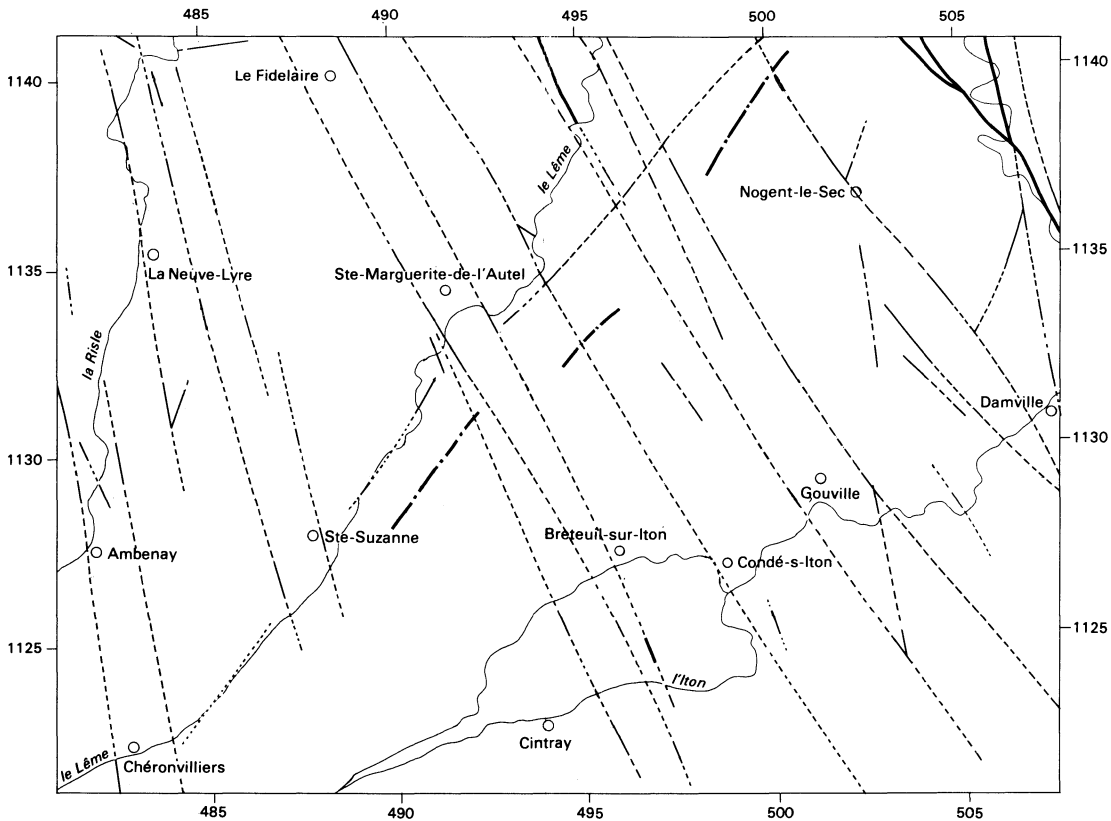 485 490 495 500 505
1140 1140
Le Fidelaire
le Lême
Nogent-le-Sec
La Neuve-Lyre
1135 1135
Ste-Marguerite-de-l'Autel
la Risle
Damville
1130 1130
Gouville
Ste-Suzanne
Breteuil-sur-Iton
Ambenay
Condé-s-Iton
1125 1125
l'Iton
Cintray
le Lême
Chéronvilliers
485 490 495 500 505